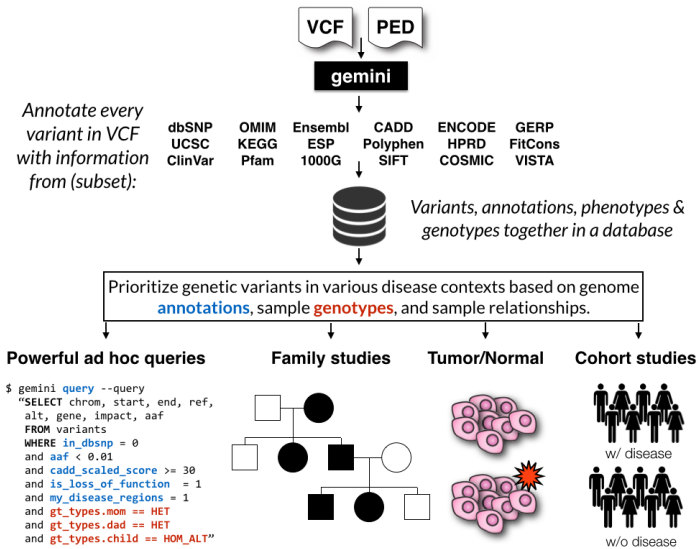 VCF PED
gemini
Annotate every
variant in VCF
with information
from (subset):
dbSNP OMIM Ensembl CADD ENCODE GERP
UCSC KEGG ESP Polyphen HPRD FitCons
ClinVar Pfam 1000G SIFT COSMIC VISTA
Variants, annotations, phenotypes &
genotypes together in a database
Prioritize genetic variants in various disease contexts based on genome
annotations, sample genotypes, and sample relationships.
Powerful ad hoc queries
$ gemini query --query
“SELECT chrom, start, end, ref,
alt, gene, impact, aaf
FROM variants
WHERE in_dbsnp = 0
and aaf < 0.01
and cadd_scaled_score >= 30
and is_loss_of_function = 1
and my_disease_regions = 1
and gt_types.mom == HET
and gt_types.dad == HET
and gt_types.child == HOM_ALT”
Family studies
Tumor/Normal
Cohort studies
w/ disease
w/o disease